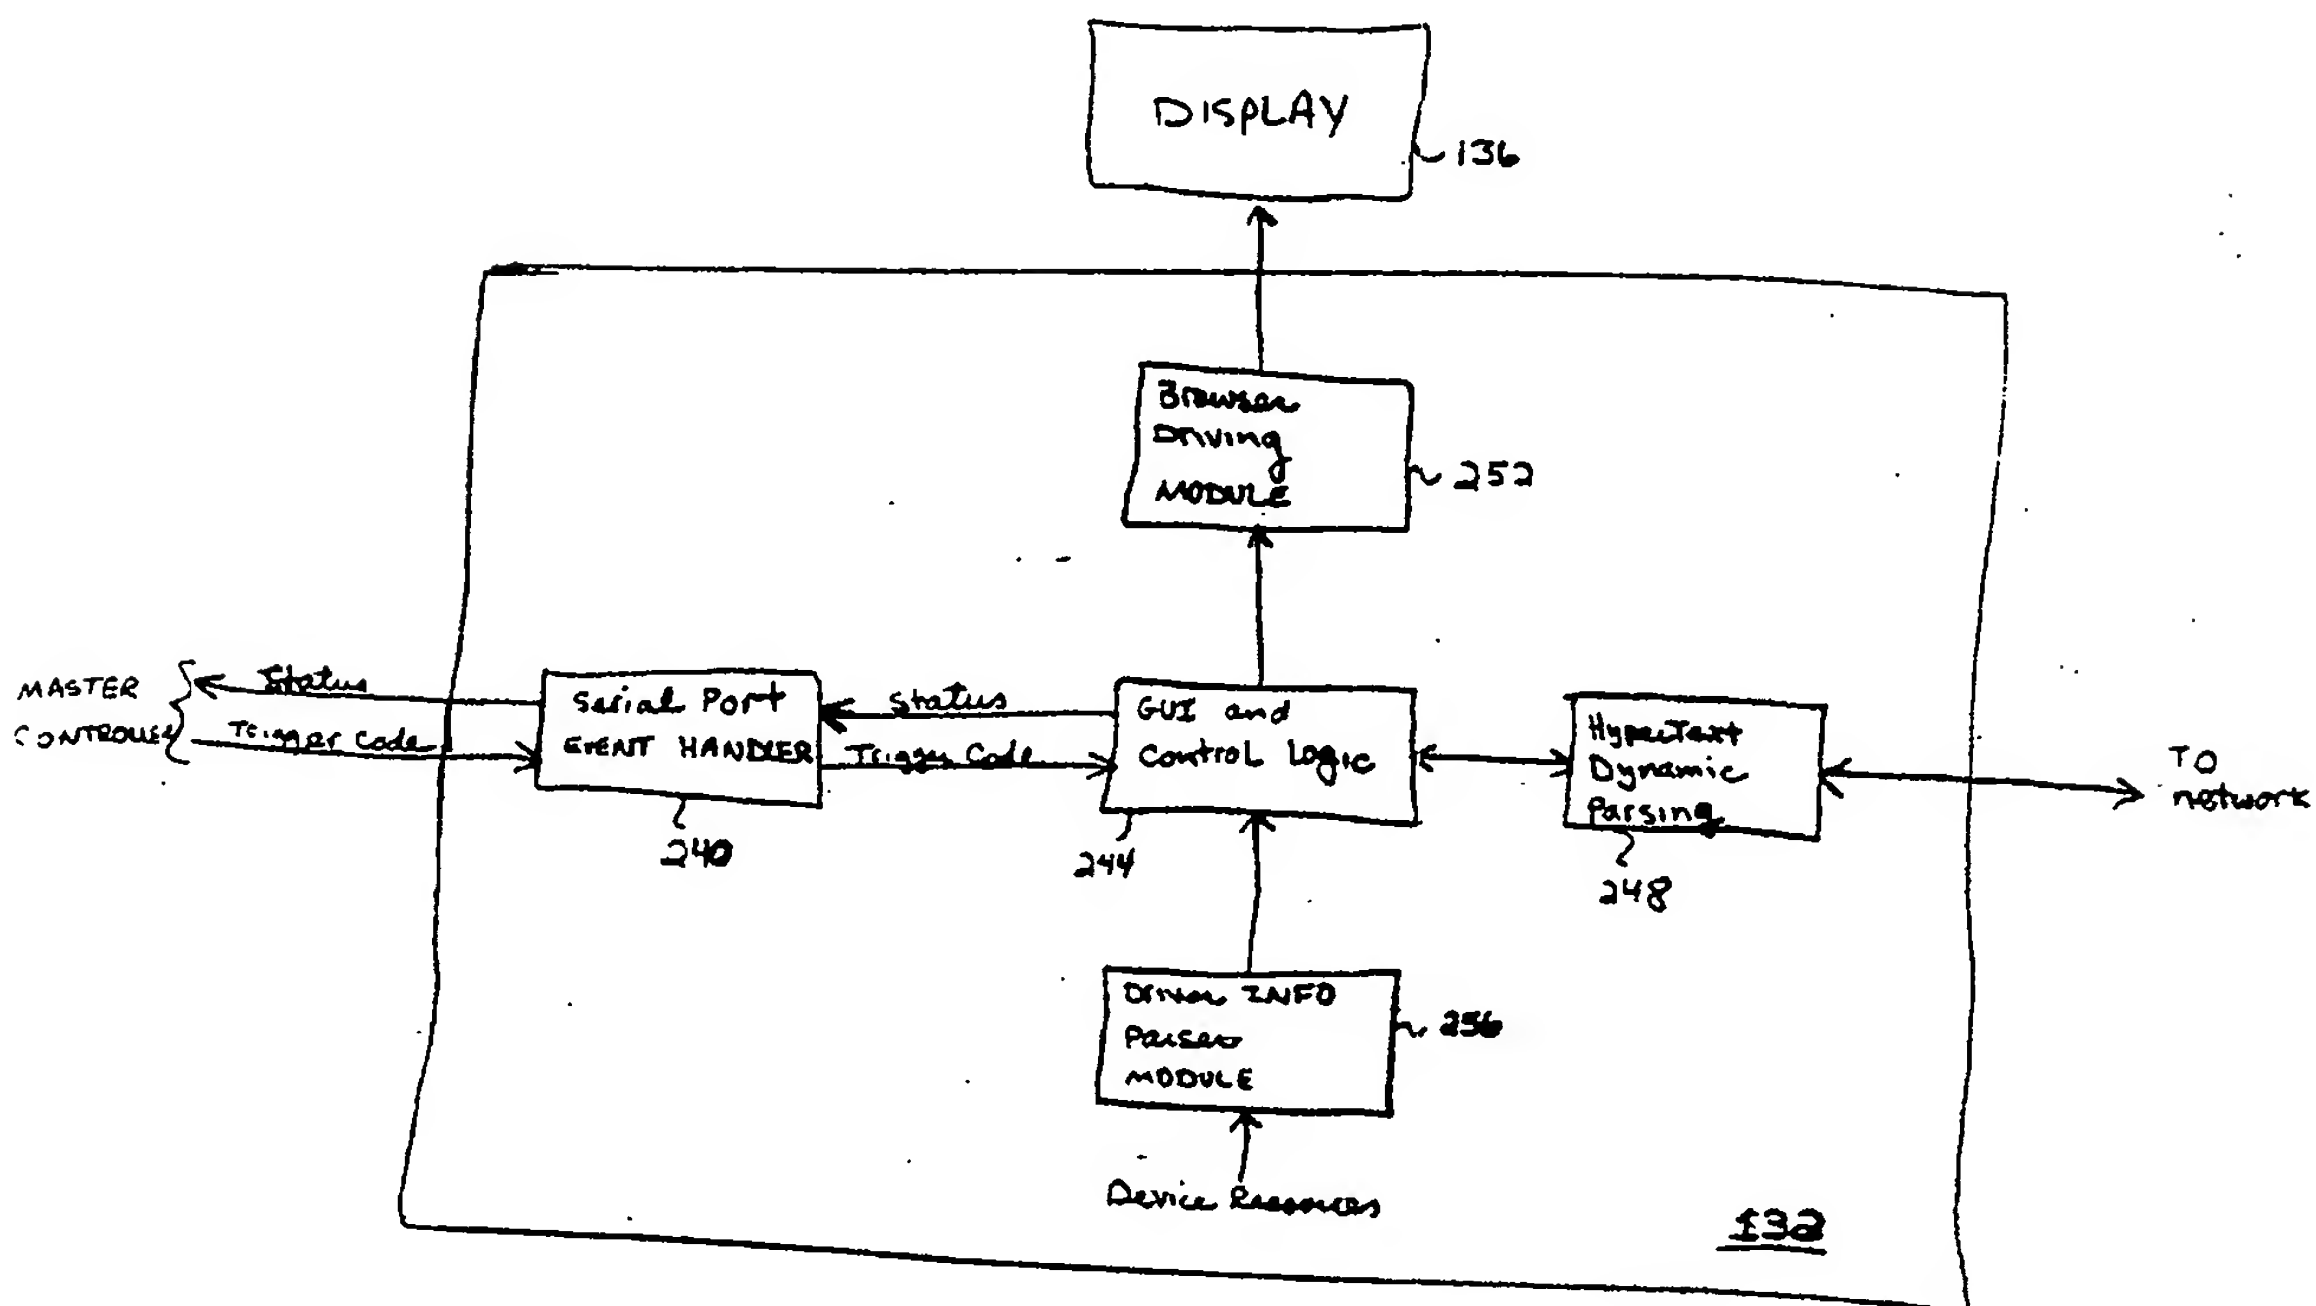 DISPLAY
136
Browser
Driving
MODULE
252
MASTER
CONTROLLER
Status
Trigger Code
Serial Port
EVENT HANDLER
240
Status
Trigger Code
GUI and
Control Logic
244
HyperText
Dynamic
Parsing
248
TO
network
Driver INFO
Parser
MODULE
256
Device Resources
132